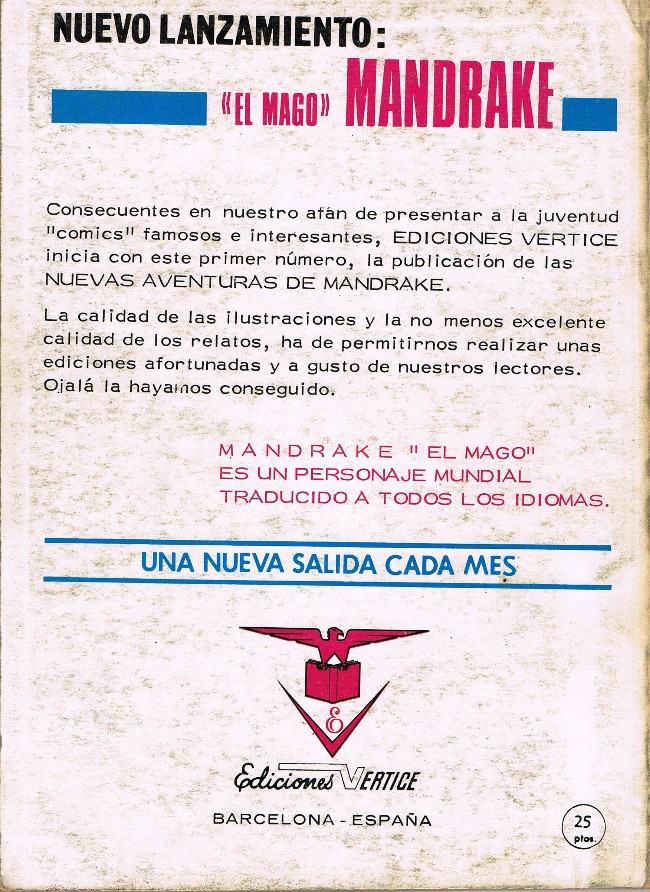 NUEVO LANZAMIENTO:
"EL MAGO" MANDRAKE
Consecuentes en nuestro afán de presentar a la juventud
"comics" famosos e interesantes, EDICIONES VERTICE
inicia con este primer número, la publicación de las
NUEVAS AVENTURAS DE MANDRAKE.
La calidad de las ilustraciones y la no menos excelente
calidad de los relatos, ha de permitirnos realizar unas
ediciones afortunadas y a gusto de nuestros lectores.
Ojalá la hayamos conseguido.
MANDRAKE "EL MAGO"
ES UN PERSONAJE MUNDIAL
TRADUCIDO A TODOS LOS IDIOMAS.
UNA NUEVA SALIDA CADA MES
E
Ediciones VERTICE
BARCELONA - ESPAÑA
25
ptas.